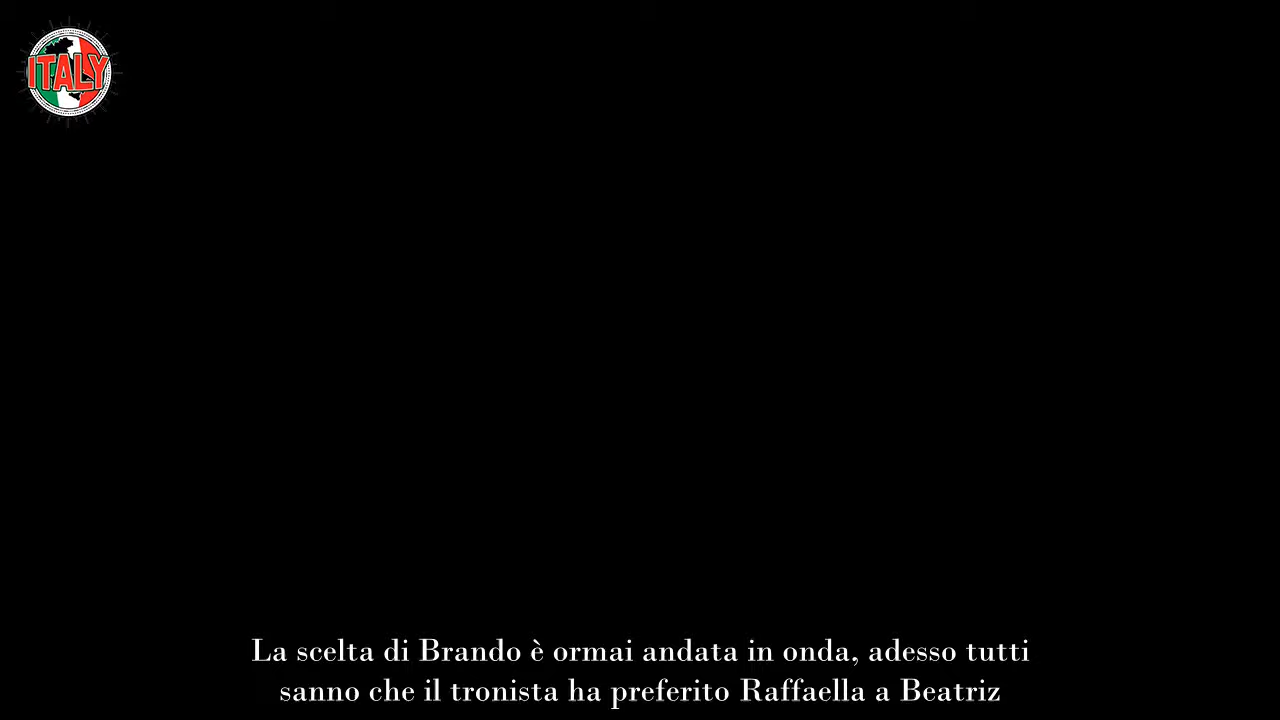 ITALY
La scelta di Brando è ormai andata in onda, adesso tutti
sanno che il tronista ha preferito Raffaella a Beatriz